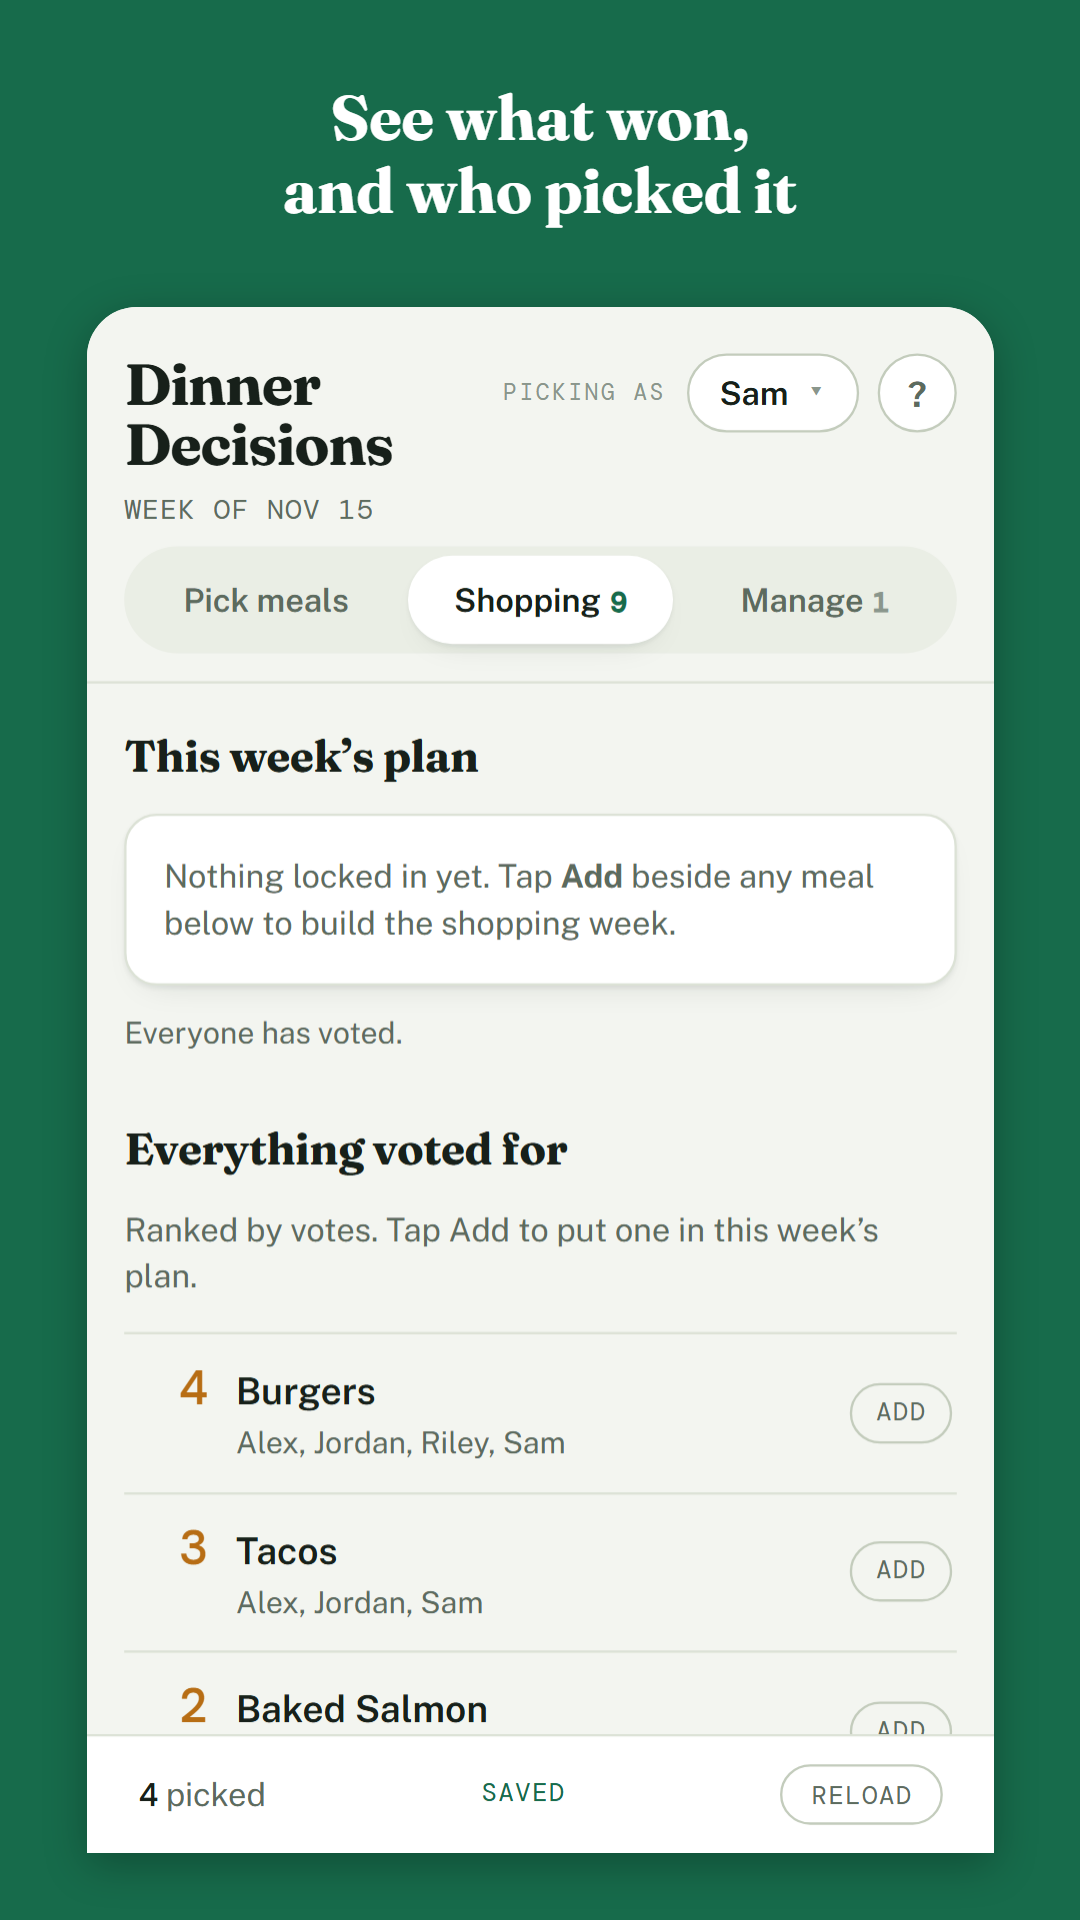 See what won,
and who picked it
Dinner
Decisions
PICKING AS
Sam
?
WEEK OF NOV 15
Pick meals
Shopping 9
Manage 1
This week’s plan
Nothing locked in yet. Tap Add beside any meal
below to build the shopping week.
Everyone has voted.
Everything voted for
Ranked by votes. Tap Add to put one in this week’s
plan.
4 Burgers
Alex, Jordan, Riley, Sam
ADD
3 Tacos
Alex, Jordan, Sam
ADD
2 Baked Salmon
ADD
4 picked
SAVED
RELOAD